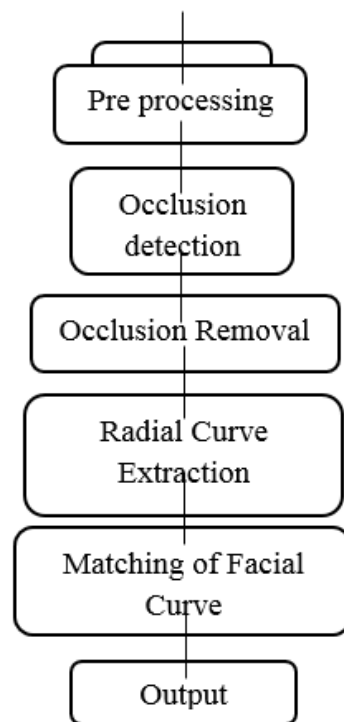 Pre processing
Occlusion
detection
Occlusion Removal
Radial Curve
Extraction
Matching of Facial
Curve
Output